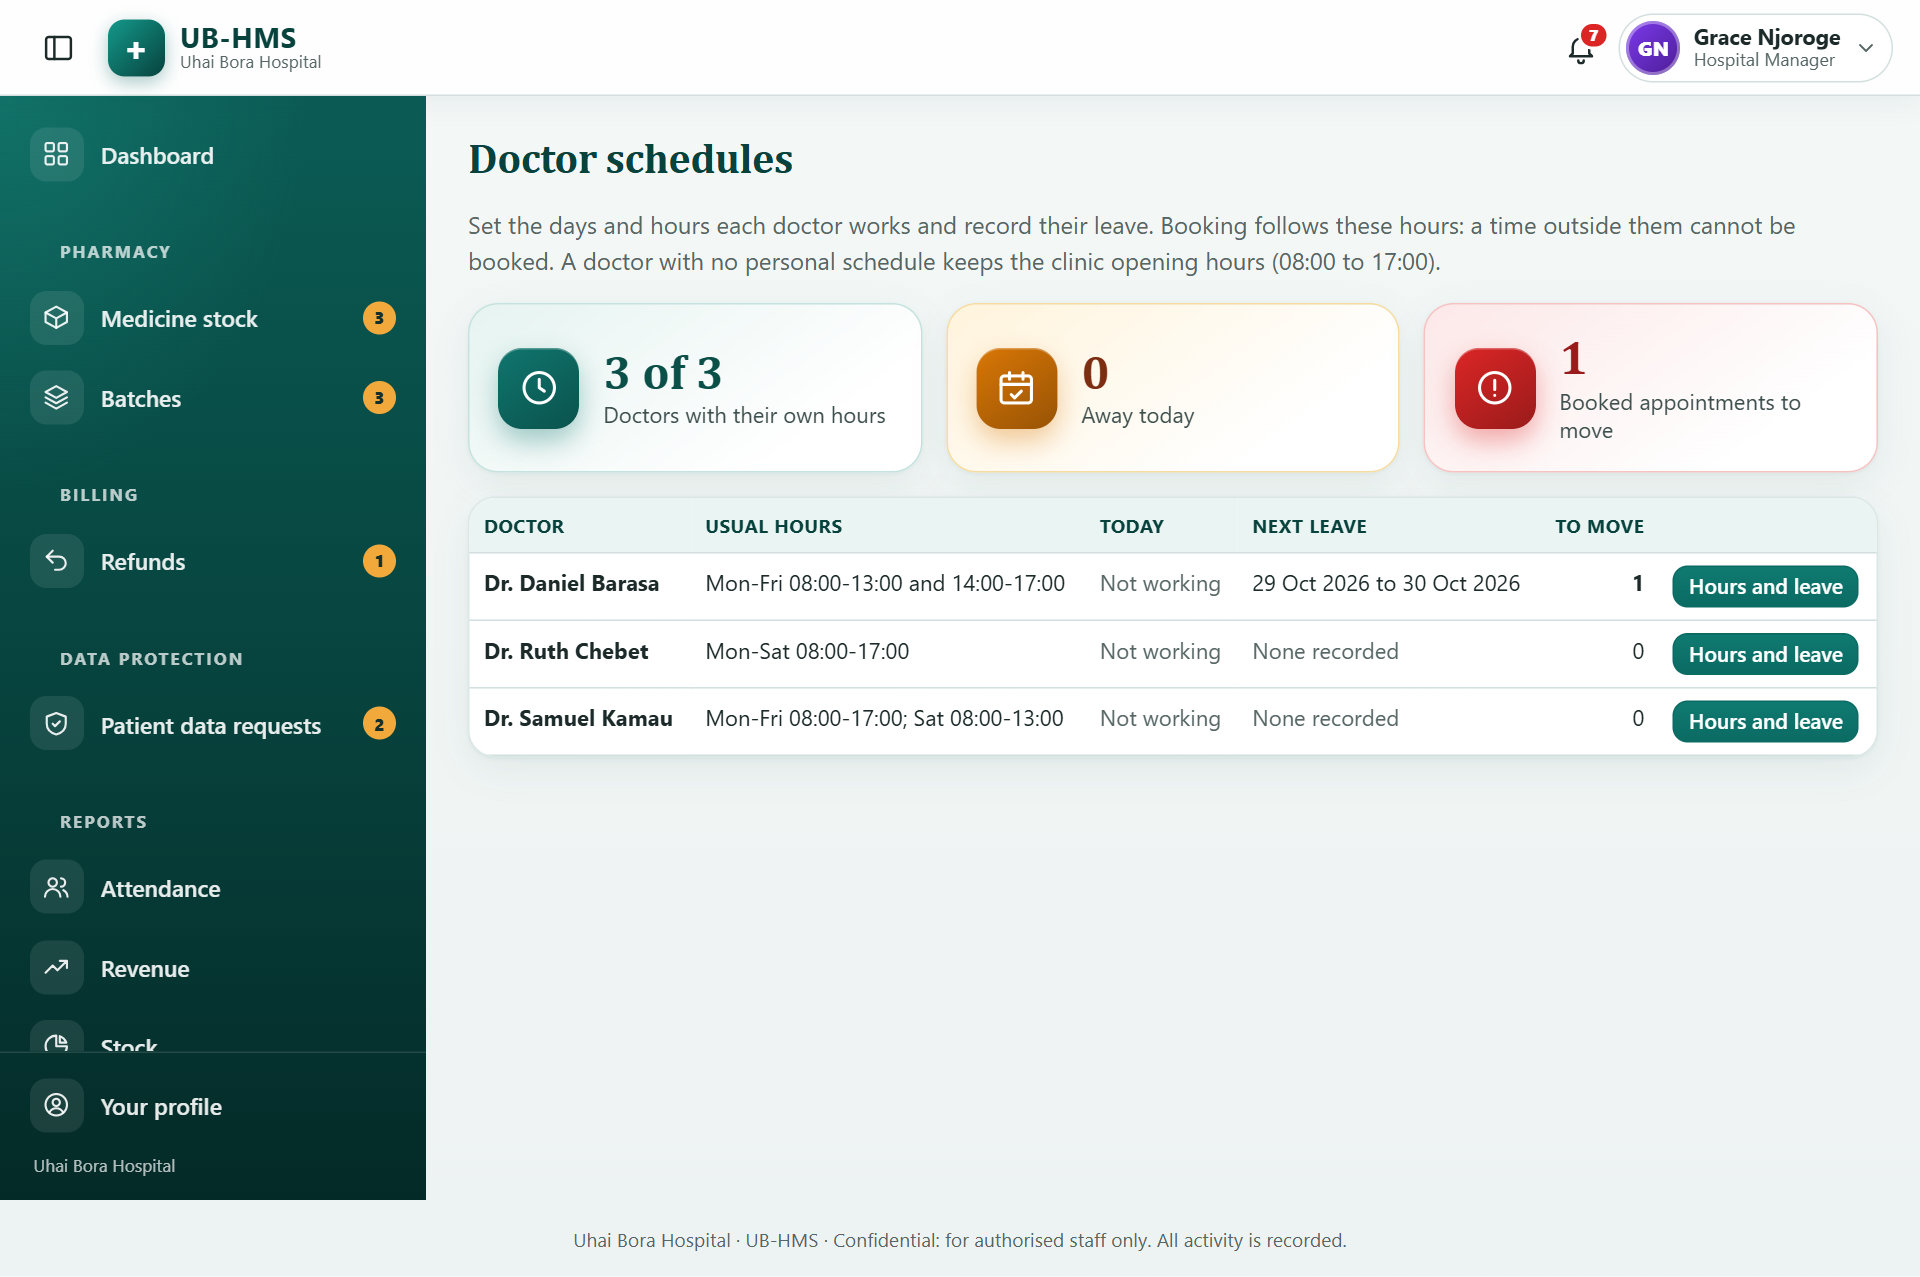 UB-HMS
Uhai Bora Hospital
7
GN
Grace Njoroge
Hospital Manager
Dashboard
PHARMACY
Medicine stock 3
Batches 3
BILLING
Refunds 1
DATA PROTECTION
Patient data requests 2
REPORTS
Attendance
Revenue
Stock
Your profile
Uhai Bora Hospital
Doctor schedules
Set the days and hours each doctor works and record their leave. Booking follows these hours: a time outside them cannot be
booked. A doctor with no personal schedule keeps the clinic opening hours (08:00 to 17:00).
3 of 3
Doctors with their own hours
0
Away today
1
Booked appointments to
move
DOCTOR USUAL HOURS TODAY NEXT LEAVE TO MOVE
Dr. Daniel Barasa Mon-Fri 08:00-13:00 and 14:00-17:00 Not working 29 Oct 2026 to 30 Oct 2026 1 Hours and leave
Dr. Ruth Chebet Mon-Sat 08:00-17:00 Not working None recorded 0 Hours and leave
Dr. Samuel Kamau Mon-Fri 08:00-17:00; Sat 08:00-13:00 Not working None recorded 0 Hours and leave
Uhai Bora Hospital · UB-HMS · Confidential: for authorised staff only. All activity is recorded.